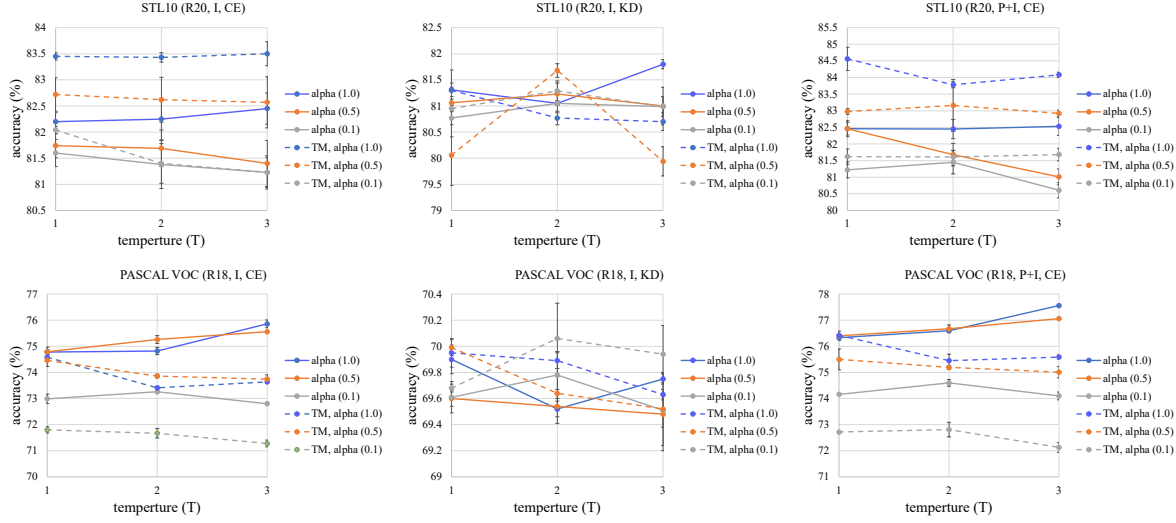 STL10 (R20, I, CE)
84
83.5
83
82.5
82
81.5
81
80.5
accuracy (%)
1
2
3
temperture (T)
alpha (1.0)
alpha (0.5)
alpha (0.1)
TM, alpha (1.0)
TM, alpha (0.5)
TM, alpha (0.1)
STL10 (R20, I, KD)
82.5
82
81.5
81
80.5
80
79.5
79
accuracy (%)
1
2
3
temperture (T)
alpha (1.0)
alpha (0.5)
alpha (0.1)
TM, alpha (1.0)
TM, alpha (0.5)
TM, alpha (0.1)
STL10 (R20, P+I, CE)
85.5
85
84.5
84
83.5
83
82.5
82
81.5
81
80.5
80
accuracy (%)
1
2
3
temperture (T)
alpha (1.0)
alpha (0.5)
alpha (0.1)
TM, alpha (1.0)
TM, alpha (0.5)
TM, alpha (0.1)
PASCAL VOC (R18, I, CE)
77
76
75
74
73
72
71
70
accuracy (%)
1
2
3
temperture (T)
alpha (1.0)
alpha (0.5)
alpha (0.1)
TM, alpha (1.0)
TM, alpha (0.5)
TM, alpha (0.1)
PASCAL VOC (R18, I, KD)
70.4
70.2
70
69.8
69.6
69.4
69.2
69
accuracy (%)
1
2
3
temperture (T)
alpha (1.0)
alpha (0.5)
alpha (0.1)
TM, alpha (1.0)
TM, alpha (0.5)
TM, alpha (0.1)
PASCAL VOC (R18, P+I, CE)
78
77
76
75
74
73
72
71
accuracy (%)
1
2
3
temperture (T)
alpha (1.0)
alpha (0.5)
alpha (0.1)
TM, alpha (1.0)
TM, alpha (0.5)
TM, alpha (0.1)